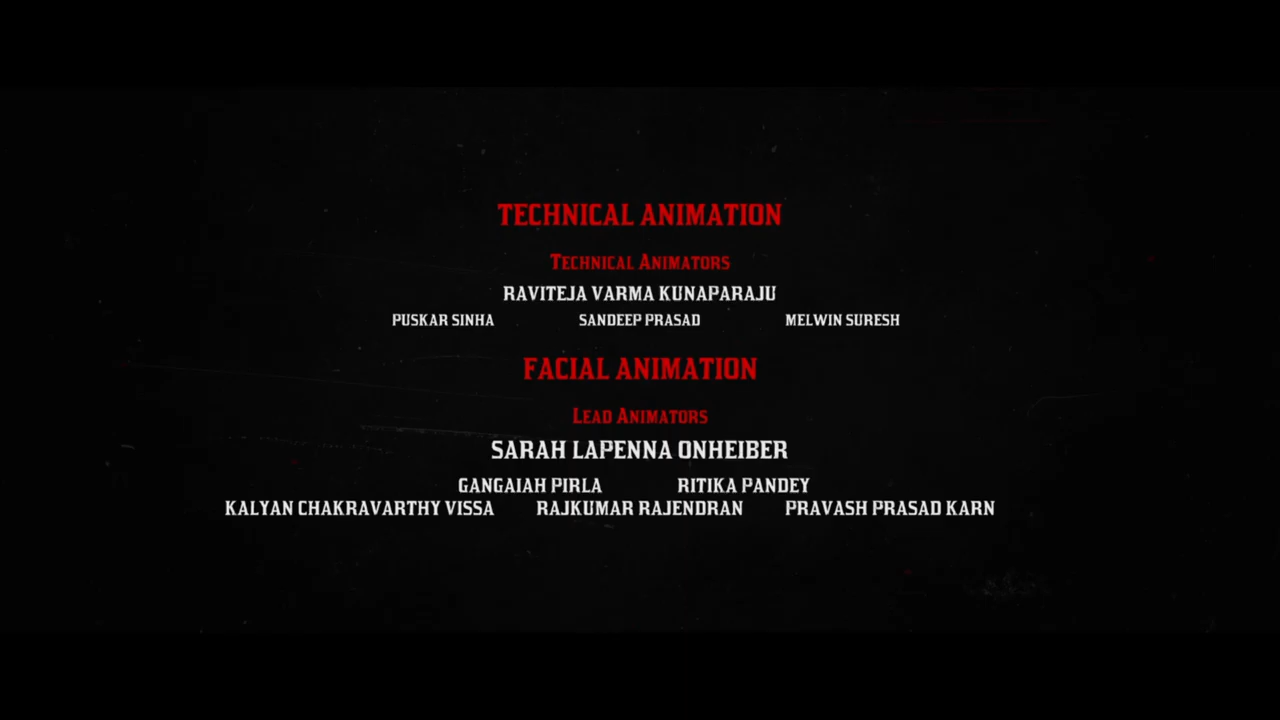 TECHNICAL ANIMATION
TECHNICAL ANIMATORS
RAVITEJA VARMA KUNAPARAJU
PUSKAR SINHA SANDEEP PRASAD MELWIN SURESH
FACIAL ANIMATION
LEAD ANIMATORS
SARAH LAPENNA ONHEIBER
GANGAIAH PIRLA RITIKA PANDEY
KALYAN CHAKRAVARTHY VISSA RAJKUMAR RAJENDRAN PRAVASH PRASAD KARN